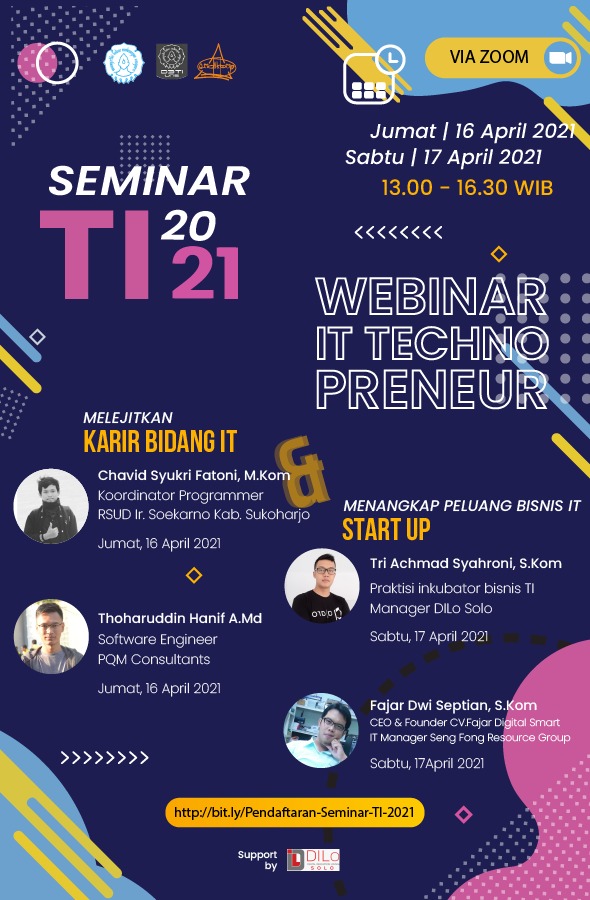 VIA ZOOM
Jumat | 16 April 2021
Sabtu | 17 April 2021
13.00 - 16.30 WIB
SEMINAR
TI 20
21
WEBINAR
IT TECHNO
PRENEUR
MELEJITKAN
KARIR BIDANG IT
Chavid Syukri Fatoni, M.Kom
Koordinator Programmer
RSUD Ir. Soekarno Kab. Sukoharjo
Jumat, 16 April 2021
Thoharuddin Hanif A.Md
Software Engineer
PQM Consultants
Jumat, 16 April 2021
&
MENANGKAP PELUANG BISNIS IT
START UP
Tri Achmad Syahroni, S.Kom
Praktisi inkubator bisnis TI
Manager DILo Solo
Sabtu, 17 April 2021
Fajar Dwi Septian, S.Kom
CEO & Founder CV.Fajar Digital Smart
IT Manager Seng Fong Resource Group
Sabtu, 17April 2021
http://bit.ly/Pendaftaran-Seminar-TI-2021
Support
by
DILo
SOLO